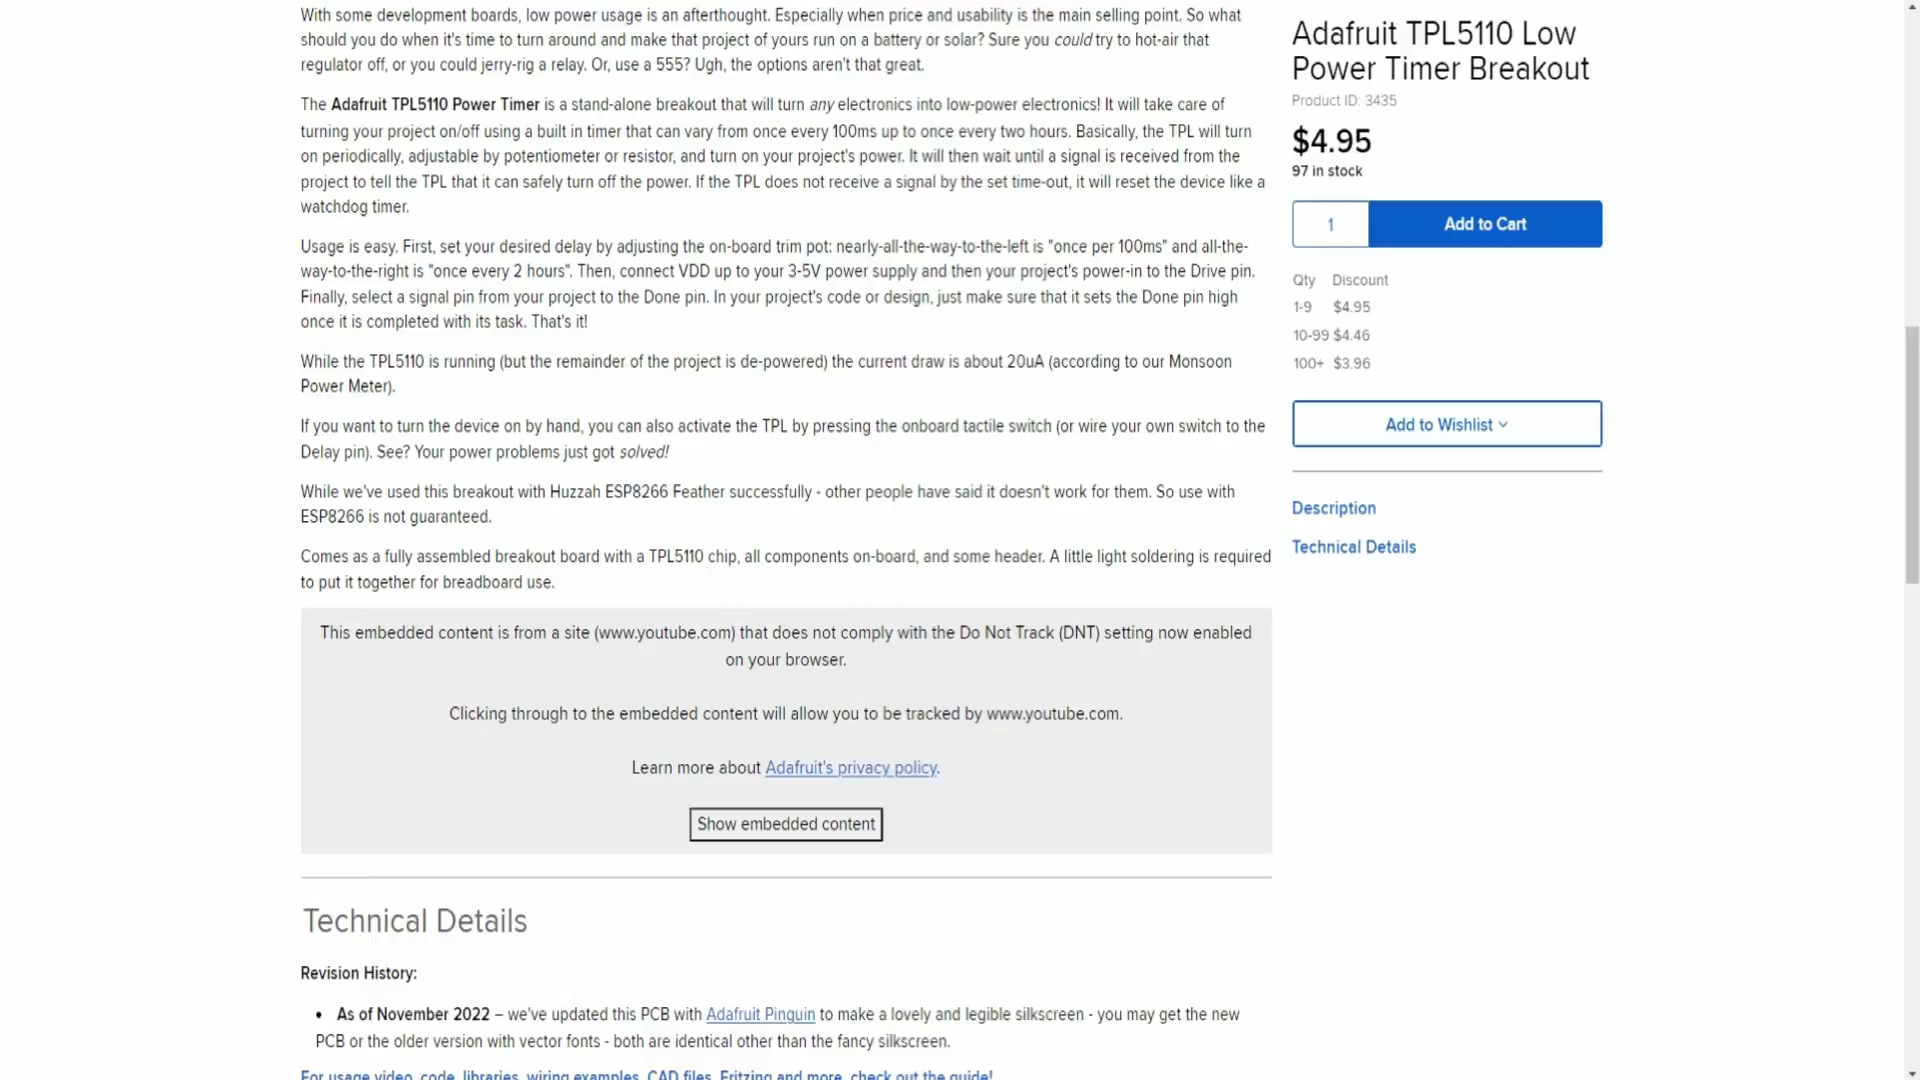 With some development boards, low power usage is an afterthought. Especially when price and usability is the main selling point. So what
should you do when it's time to turn around and make that project of yours run on a battery or solar? Sure you could try to hot-air that
regulator off, or you could jerry-rig a relay. Or, use a 555? Ugh, the options aren't that great.
The Adafruit TPL5110 Power Timer is a stand-alone breakout that will turn any electronics into low-power electronics! It will take care of
turning your project on/off using a built in timer that can vary from once every 100ms up to once every two hours. Basically, the TPL will turn
on periodically, adjustable by potentiometer or resistor, and turn on your project's power. It will then wait until a signal is received from the
project to tell the TPL that it can safely turn off the power. If the TPL does not receive a signal by the set time-out, it will reset the device like a
watchdog timer.
Usage is easy. First, set your desired delay by adjusting the on-board trim pot: nearly-all-the-way-to-the-left is "once per 100ms" and all-the-
way-to-the-right is "once every 2 hours". Then, connect VDD up to your 3-5V power supply and then your project's power-in to the Drive pin.
Finally, select a signal pin from your project to the Done pin. In your project's code or design, just make sure that it sets the Done pin high
once it is completed with its task. That's it!
While the TPL5110 is running (but the remainder of the project is de-powered) the current draw is about 20uA (according to our Monsoon
Power Meter).
If you want to turn the device on by hand, you can also activate the TPL by pressing the onboard tactile switch (or wire your own switch to the
Delay pin). See? Your power problems just got solved!
While we've used this breakout with Huzzah ESP8266 Feather successfully - other people have said it doesn't work for them. So use with
ESP8266 is not guaranteed.
Comes as a fully assembled breakout board with a TPL5110 chip, all components on-board, and some header. A little light soldering is required
to put it together for breadboard use.
This embedded content is from a site (www.youtube.com) that does not comply with the Do Not Track (DNT) setting now enabled
on your browser.
Clicking through to the embedded content will allow you to be tracked by www.youtube.com.
Learn more about Adafruit's privacy policy.
Show embedded content
Technical Details
Revision History:
• As of November 2022 – we've updated this PCB with Adafruit Pinguin to make a lovely and legible silkscreen - you may get the new
PCB or the older version with vector fonts - both are identical other than the fancy silkscreen.
For usage video, code, libraries, wiring examples, CAD files, Fritzing and more, check out the guide!
Adafruit TPL5110 Low
Power Timer Breakout
Product ID: 3435
$4.95
97 in stock
1 Add to Cart
Qty Discount
1-9 $4.95
10-99 $4.46
100+ $3.96
Add to Wishlist
Description
Technical Details